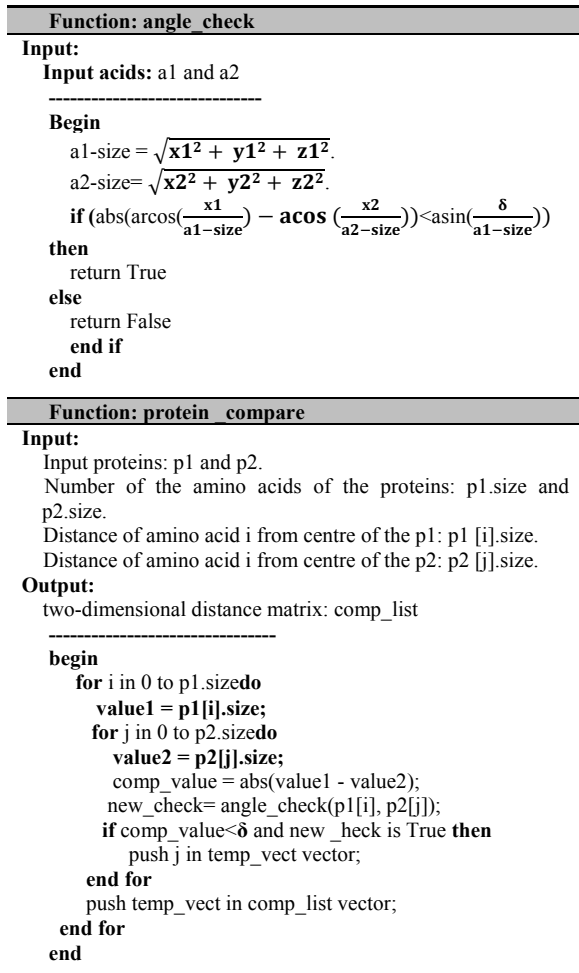 Function: angle_check
Input:
Input acids: a1 and a2
------------------------------
Begin
a1-size = √x1² + y1² + z1².
a2-size= √x2² + y2² + z2².
if (abs(arcos(x1/a1−size) − acos (x2/a2−size))<asin(δ/a1−size))
then
return True
else
return False
end if
end
Function: protein _compare
Input:
Input proteins: p1 and p2.
Number of the amino acids of the proteins: p1.size and
p2.size.
Distance of amino acid i from centre of the p1: p1 [i].size.
Distance of amino acid i from centre of the p2: p2 [j].size.
Output:
two-dimensional distance matrix: comp_list
--------------------------------
begin
for i in 0 to p1.sizedo
value1 = p1[i].size;
for j in 0 to p2.sizedo
value2 = p2[j].size;
comp_value = abs(value1 - value2);
new_check= angle_check(p1[i], p2[j]);
if comp_value<δ and new _heck is True then
push j in temp_vect vector;
end for
push temp_vect in comp_list vector;
end for
end